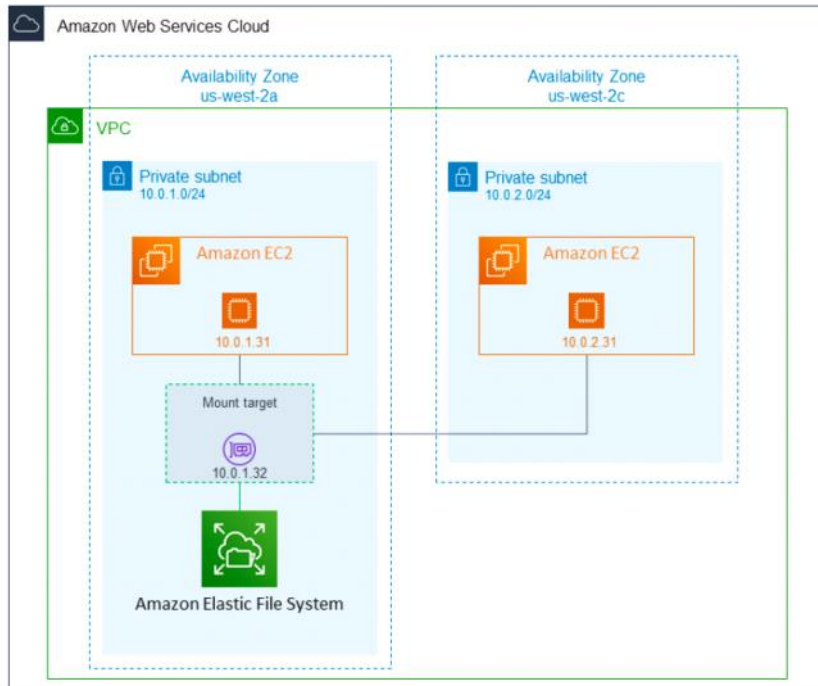 Amazon Web Services Cloud
Availability Zone
us-west-2a
Availability Zone
us-west-2c
VPC
Private subnet
10.0.1.0/24
Private subnet
10.0.2.0/24
Amazon EC2
10.0.1.31
Amazon EC2
10.0.2.31
Mount target
10.0.1.32
Amazon Elastic File System